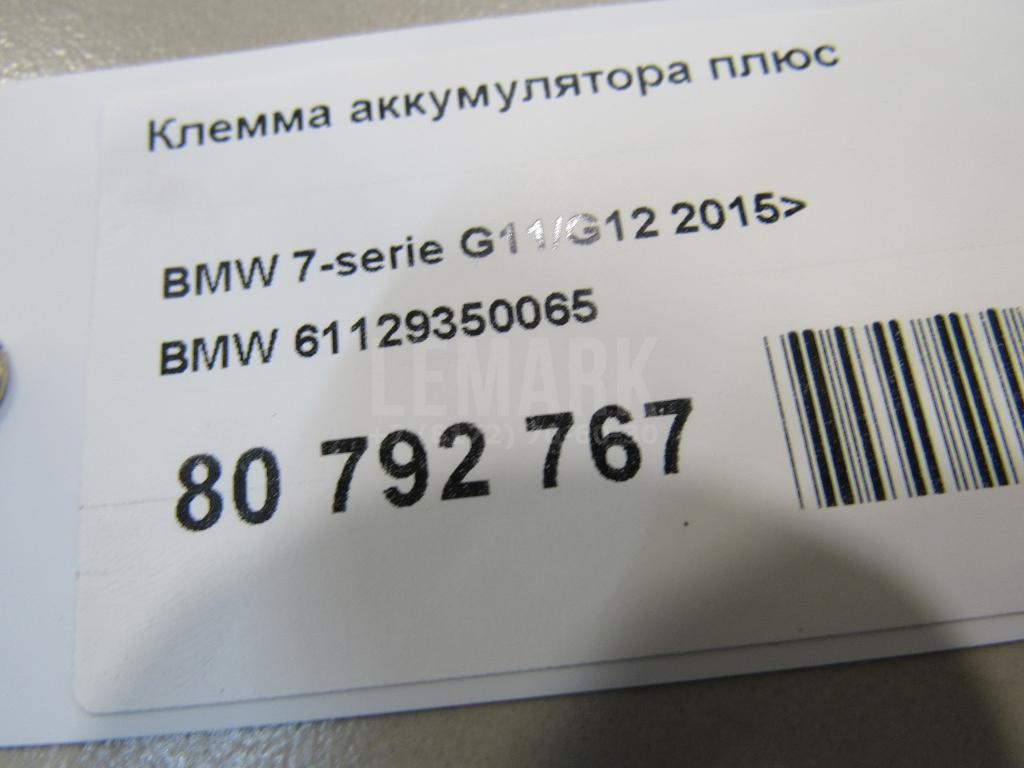 Клемма аккумулятора плюс
BMW 7-serie G11/G12 2015>
BMW 61129350065
LEMARK
80 792 767